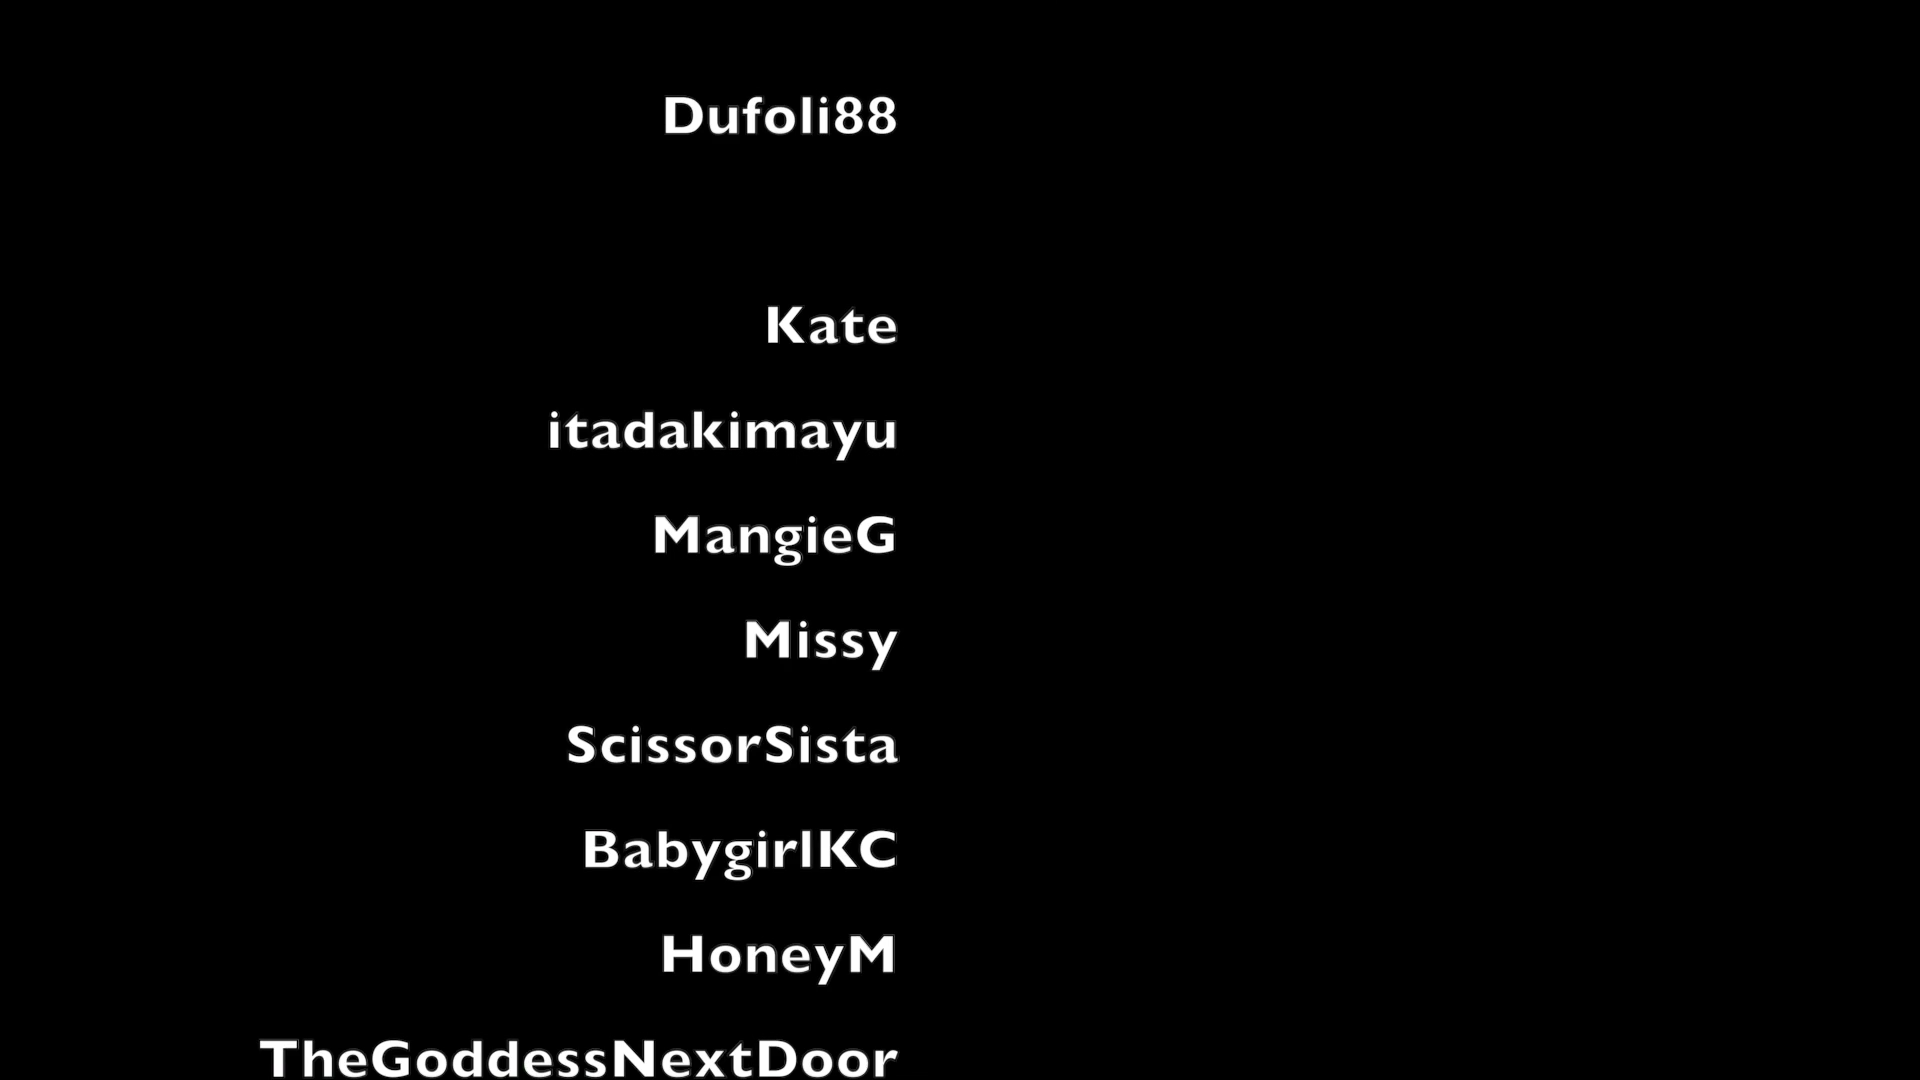 Dufoli88
Kate
itadakimayu
MangieG
Missy
ScissorSista
BabygirlKC
HoneyM
TheGoddessNextDoor